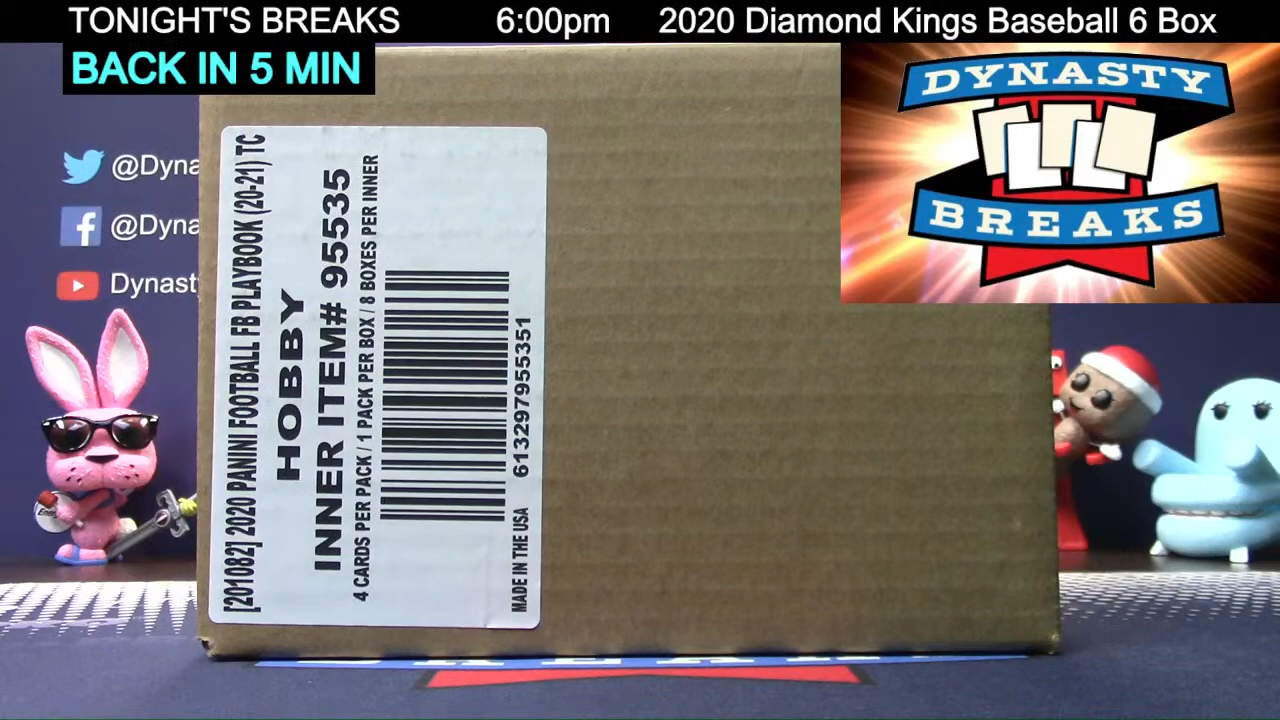 TONIGHT'S BREAKS 6:00pm 2020 Diamond Kings Baseball 6 Box
BACK IN 5 MIN
DYNASTY
BREAKS
@Dyna
@Dyna
Dynasty
[201082] 2020 PANINI FOOTBALL FB PLAYBOOK (20-21) TC
HOBBY
INNER ITEM# 95535
4 CARDS PER PACK / 1 PACK PER BOX / 8 BOXES PER INNER
613297955351
MADE IN THE USA